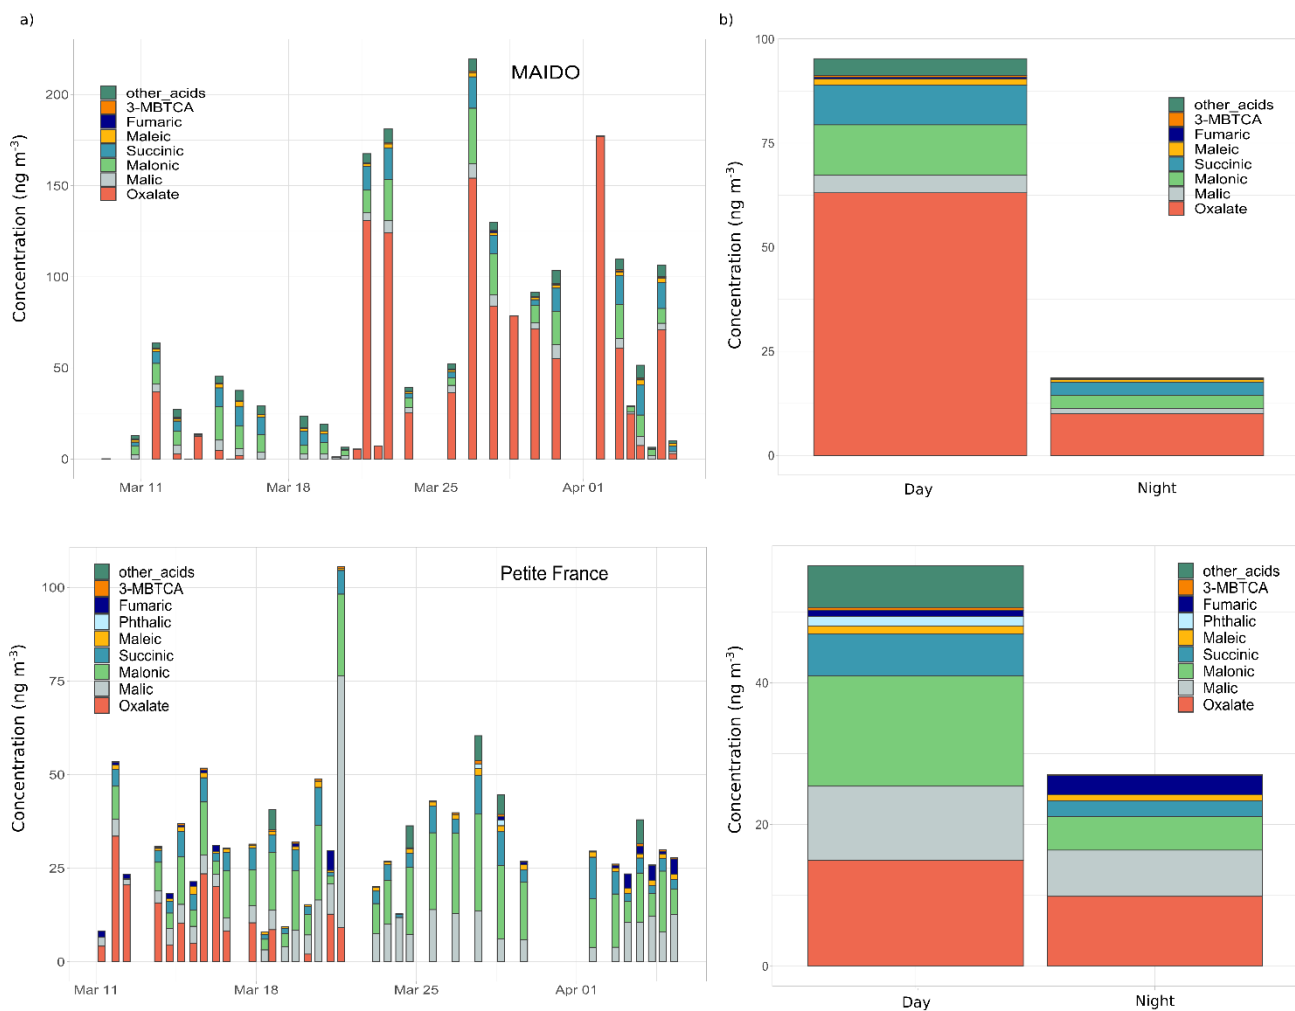 a)
MAIDO
Concentration (ng m⁻³)
200
150
100
50
0
other_acids
3-MBTCA
Fumaric
Maleic
Succinic
Malonic
Malic
Oxalate
Mar 11
Mar 18
Mar 25
Apr 01
b)
Concentration (ng m⁻³)
100
75
50
25
0
other_acids
3-MBTCA
Fumaric
Maleic
Succinic
Malonic
Malic
Oxalate
Day
Night
Petite France
Concentration (ng m⁻³)
100
75
50
25
0
other_acids
3-MBTCA
Fumaric
Phthalic
Maleic
Succinic
Malonic
Malic
Oxalate
Mar 11
Mar 18
Mar 25
Apr 01
Concentration (ng m⁻³)
40
20
0
other_acids
3-MBTCA
Fumaric
Phthalic
Maleic
Succinic
Malonic
Malic
Oxalate
Day
Night